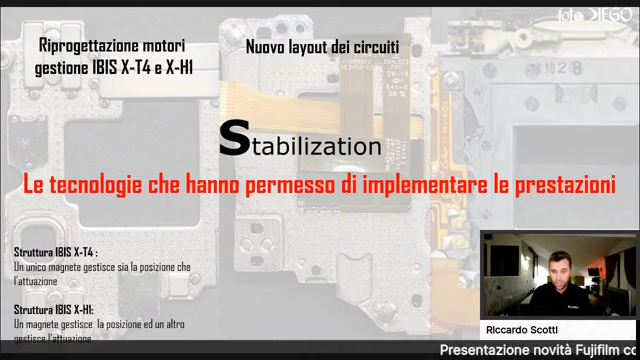 foto DIEGO
Riprogettazione motori
gestione IBIS X-T4 e X-H1
Nuovo layout dei circuiti
Stabilization
Le tecnologie che hanno permesso di implementare le prestazioni
Struttura IBIS X-T4 :
Un unico magnete gestisce sia la posizione che
l'attuazione
Struttura IBIS X-H1:
Un magnete gestisce la posizione ed un altro
gestisce l'attuazione
Riccardo Scotti
Presentazione novità Fujifilm co